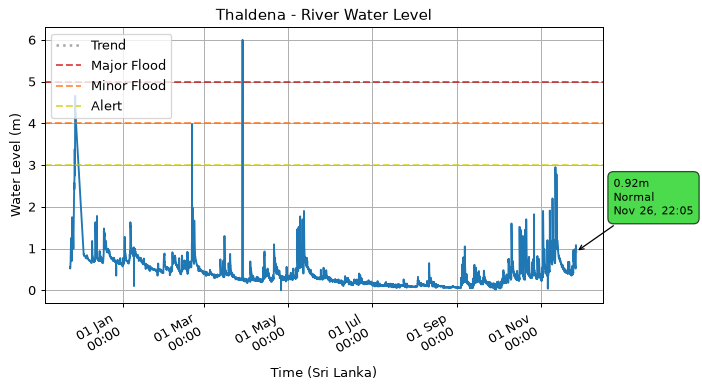 Thaldena - River Water Level
Trend
Major Flood
Minor Flood
Alert
Water Level (m)
6
5
4
3
2
1
0
0.92m
Normal
Nov 26, 22:05
01 Jan
00:00
01 Mar
00:00
01 May
00:00
01 Jul
00:00
01 Sep
00:00
01 Nov
00:00
Time (Sri Lanka)